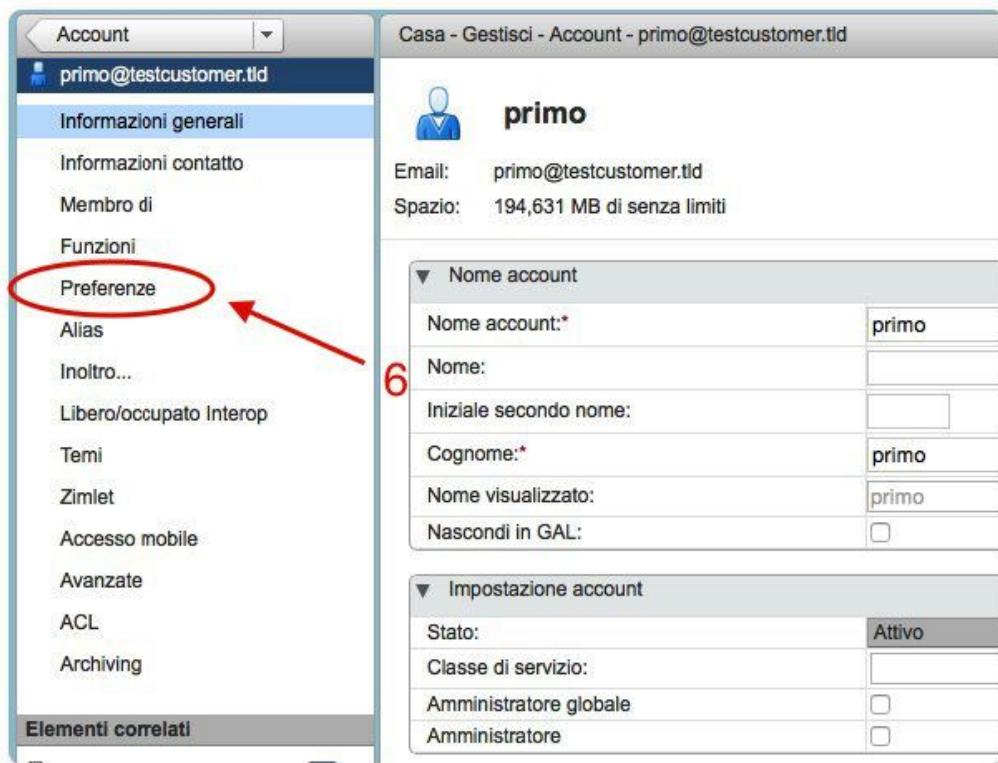 Account
primo@testcustomer.tld
Informazioni generali
Informazioni contatto
Membro di
Funzioni
Preferenze
Alias
Inoltro...
Libero/occupato Interop
Temi
Zimlet
Accesso mobile
Avanzate
ACL
Archiving
Elementi correlati
6
Casa - Gestisci - Account - primo@testcustomer.tld
primo
Email: primo@testcustomer.tld
Spazio: 194,631 MB di senza limiti
Nome account
Nome account:* primo
Nome:
Iniziale secondo nome:
Cognome:* primo
Nome visualizzato: primo
Nascondi in GAL:
Impostazione account
Stato: Attivo
Classe di servizio:
Amministratore globale
Amministratore